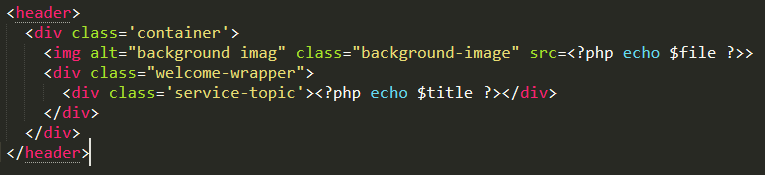 <header>
<div class='container'>
<img alt="background imag" class="background-image" src=<?php echo $file ?>>
<div class="welcome-wrapper">
<div class='service-topic'><?php echo $title ?></div>
</div>
</div>
</header>